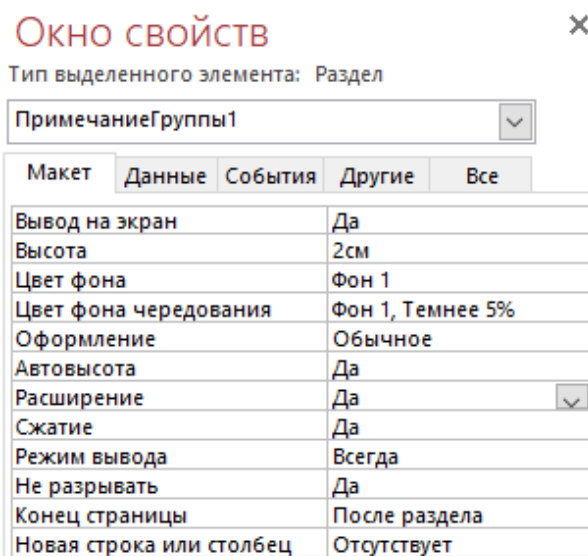 Окно свойств
Тип выделенного элемента: Раздел
ПримечаниеГруппы1
Макет Данные События Другие Все
Вывод на экран Да
Высота 2см
Цвет фона Фон 1
Цвет фона чередования Фон 1, Темнее 5%
Оформление Обычное
Автовысота Да
Расширение Да
Сжатие Да
Режим вывода Всегда
Не разрывать Да
Конец страницы После раздела
Новая строка или столбец Отсутствует